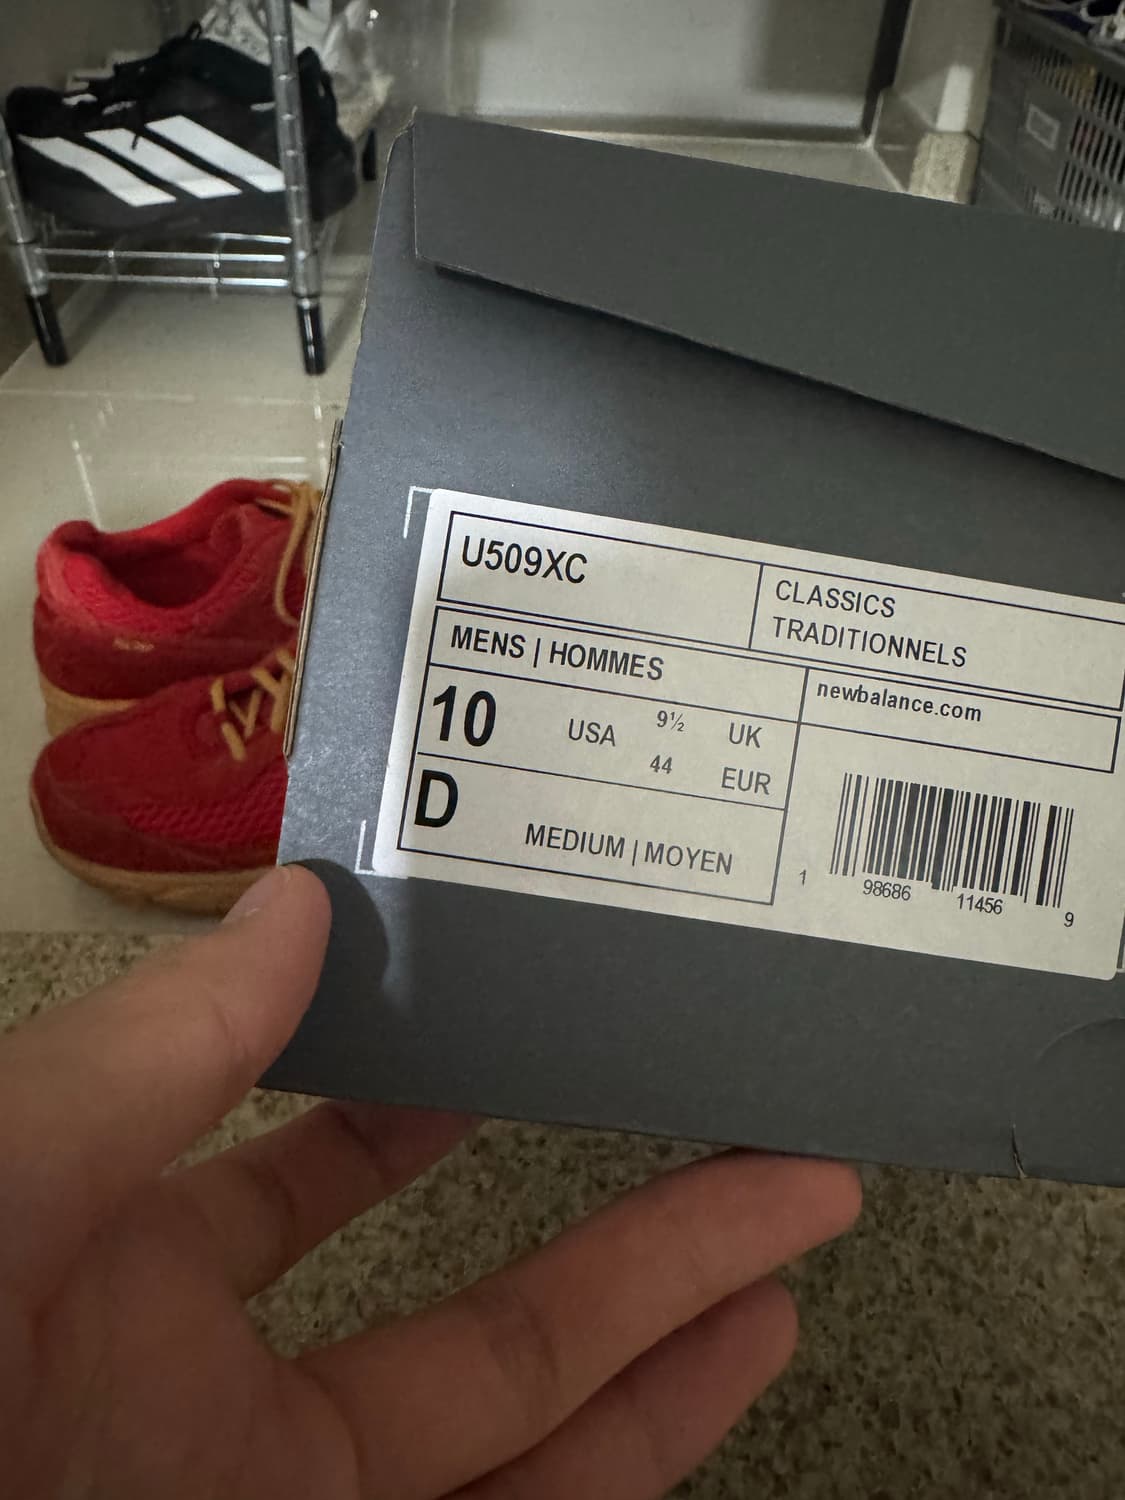 U509XC
CLASSICS
TRADITIONNELS
MENS | HOMMES
newbalance.com
10 USA 9½ UK
44 EUR
D
MEDIUM | MOYEN
1 98686 11456 9